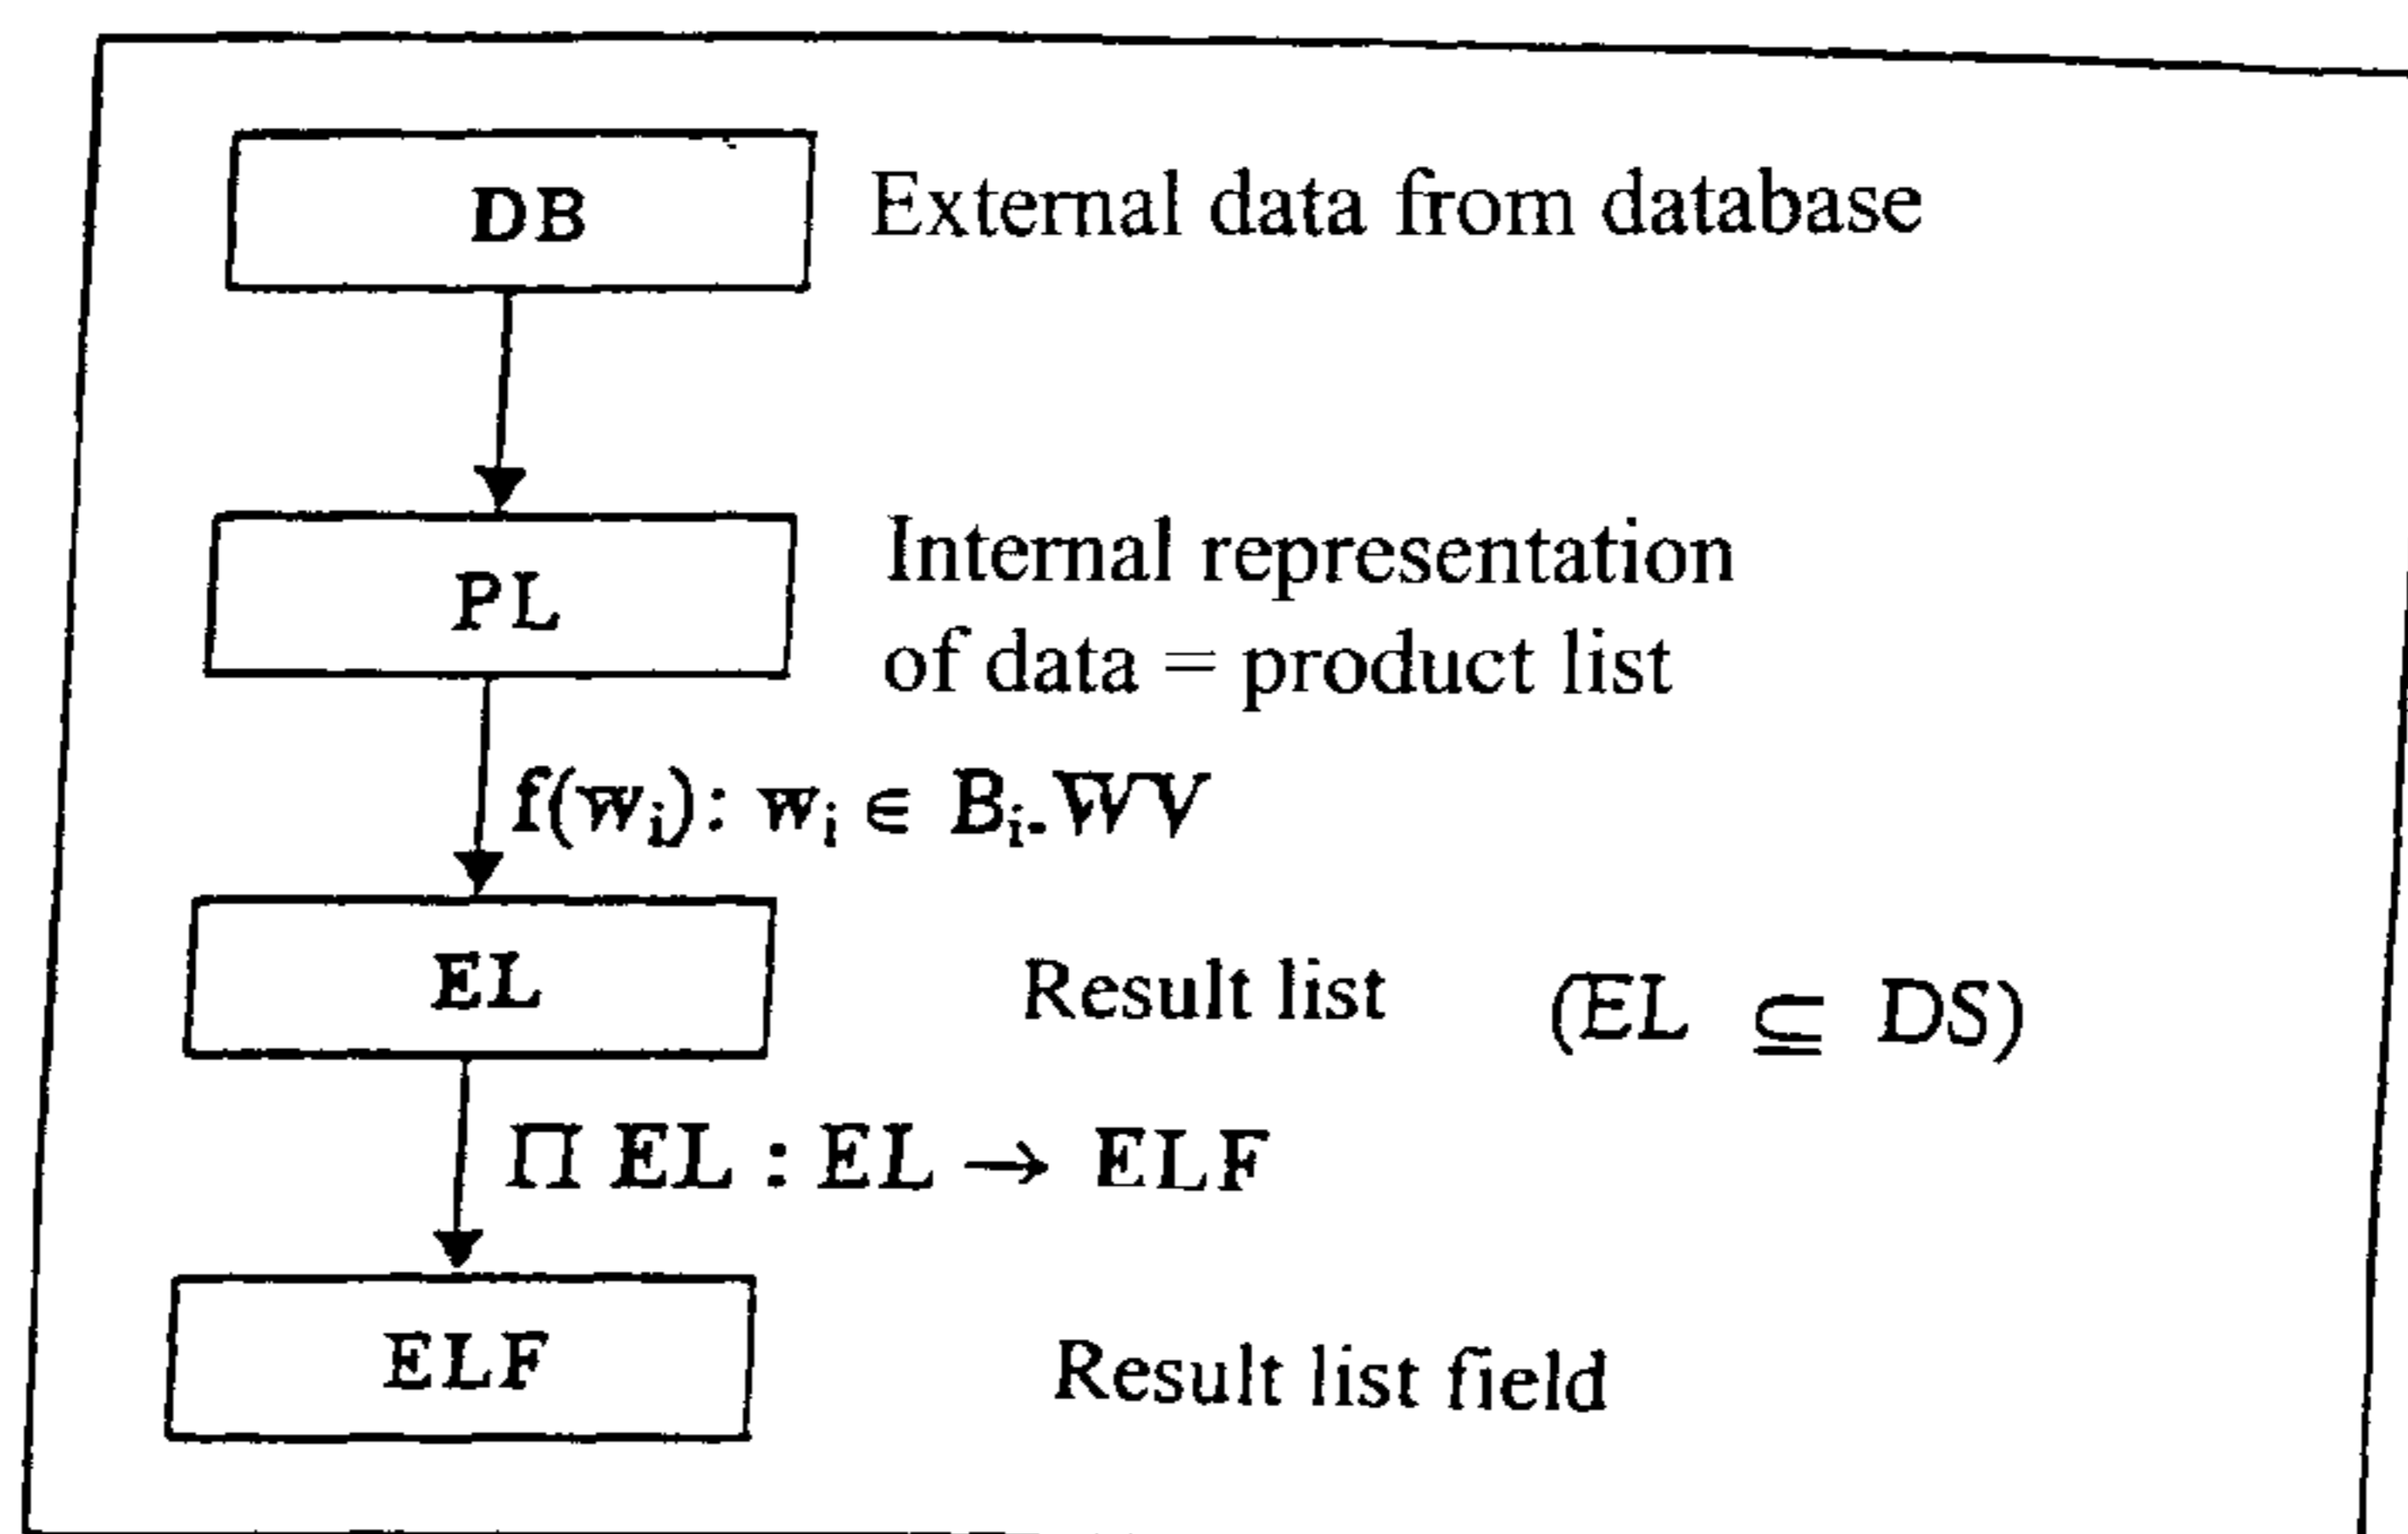 DB External data from database
PL Internal representation
of data = product list
f(wᵢ): wᵢ ∈ Bᵢ.WV
EL Result list (EL ⊆ DS)
Π EL : EL → ELF
ELF Result list field